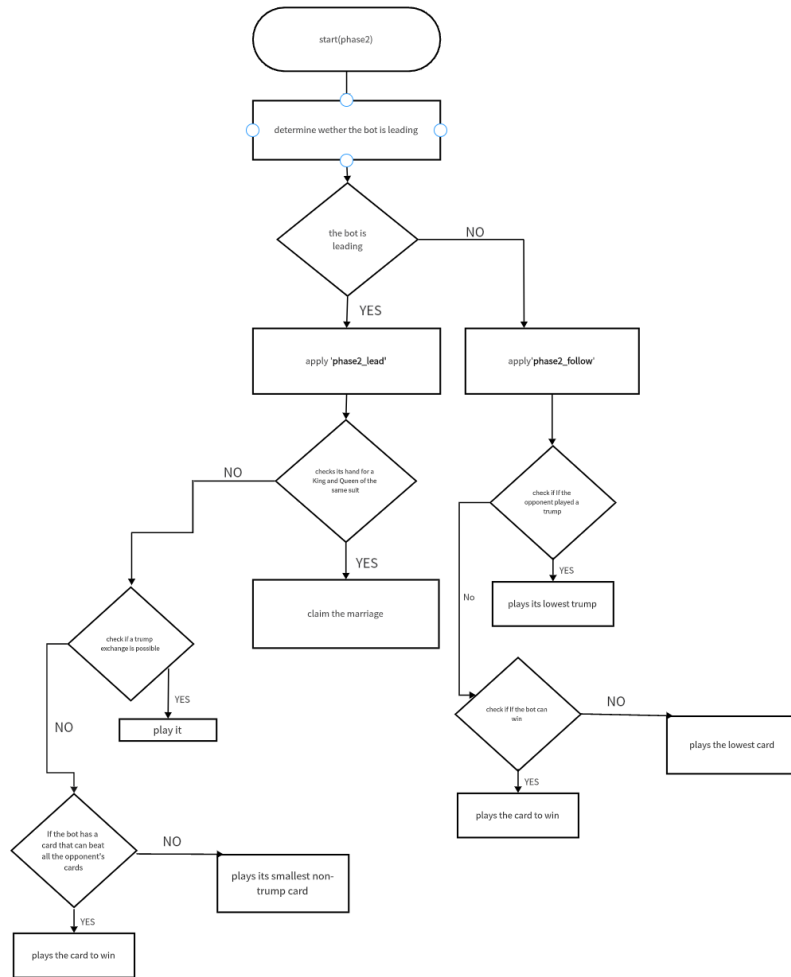 start(phase2)
determine wether the bot is leading
the bot is
leading
NO
YES
apply 'phase2_lead'
apply'phase2_follow'
checks its hand for a
King and Queen of the
same suit
NO
YES
claim the marriage
check if If the
opponent played a
trump
YES
No
plays its lowest trump
check if a trump
exchange is possible
YES
NO
play it
check if If the bot can
win
NO
YES
plays the lowest card
plays the card to win
If the bot has a
card that can beat
all the opponent's
cards
NO
YES
plays its smallest non-
trump card
plays the card to win